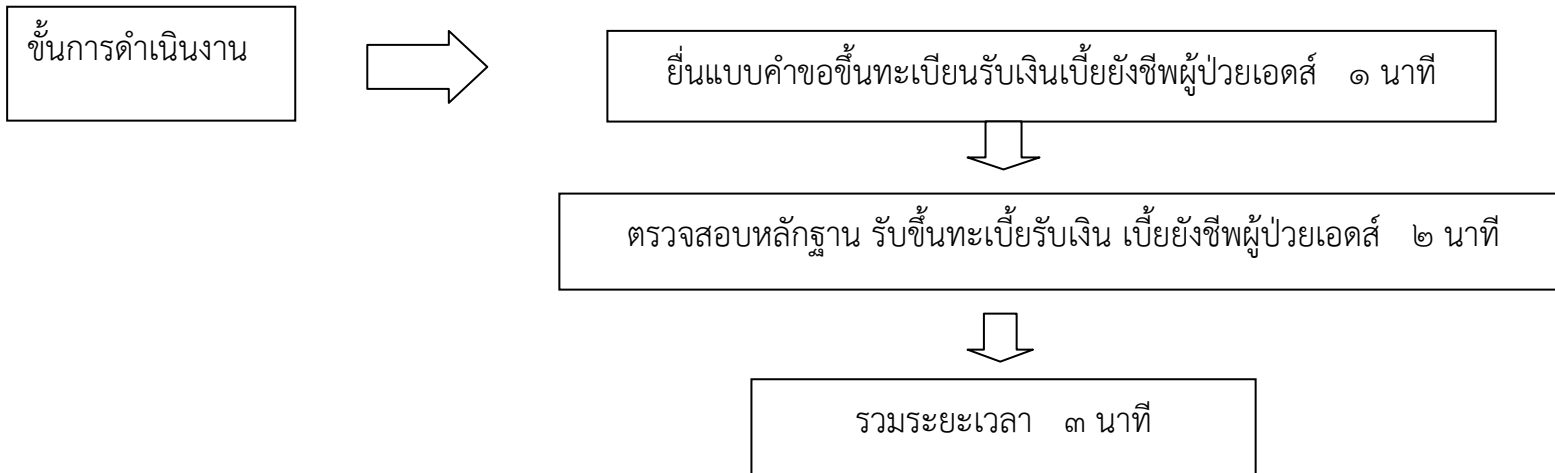 ขั้นการดำเนินงาน
ยื่นแบบคำขอขึ้นทะเบียนรับเงินเบี้ยยังชีพผู้ป่วยเอดส์ ๑ นาที
ตรวจสอบหลักฐาน รับขึ้นทะเบี้ยรับเงิน เบี้ยยังชีพผู้ป่วยเอดส์ ๒ นาที
รวมระยะเวลา ๓ นาที